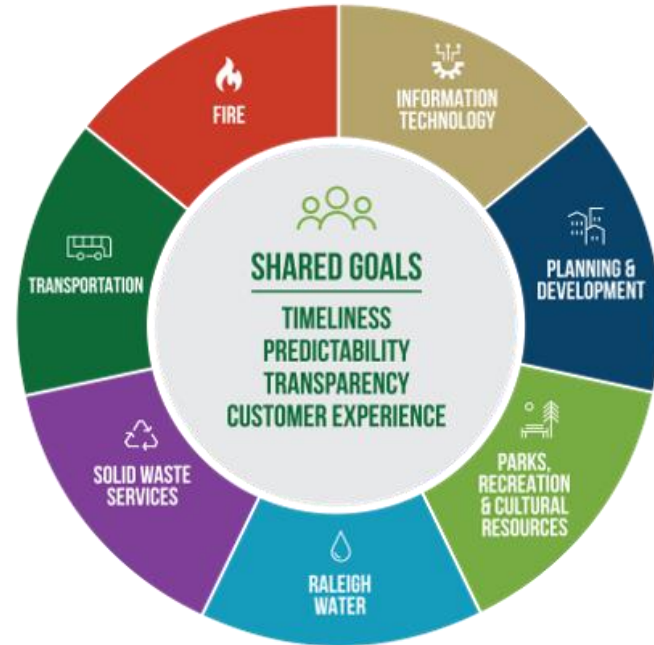 FIRE
INFORMATION
TECHNOLOGY
PLANNING &
DEVELOPMENT
PARKS,
RECREATION
& CULTURAL
RESOURCES
RALEIGH
WATER
SOLID WASTE
SERVICES
TRANSPORTATION
SHARED GOALS
TIMELINESS
PREDICTABILITY
TRANSPARENCY
CUSTOMER EXPERIENCE